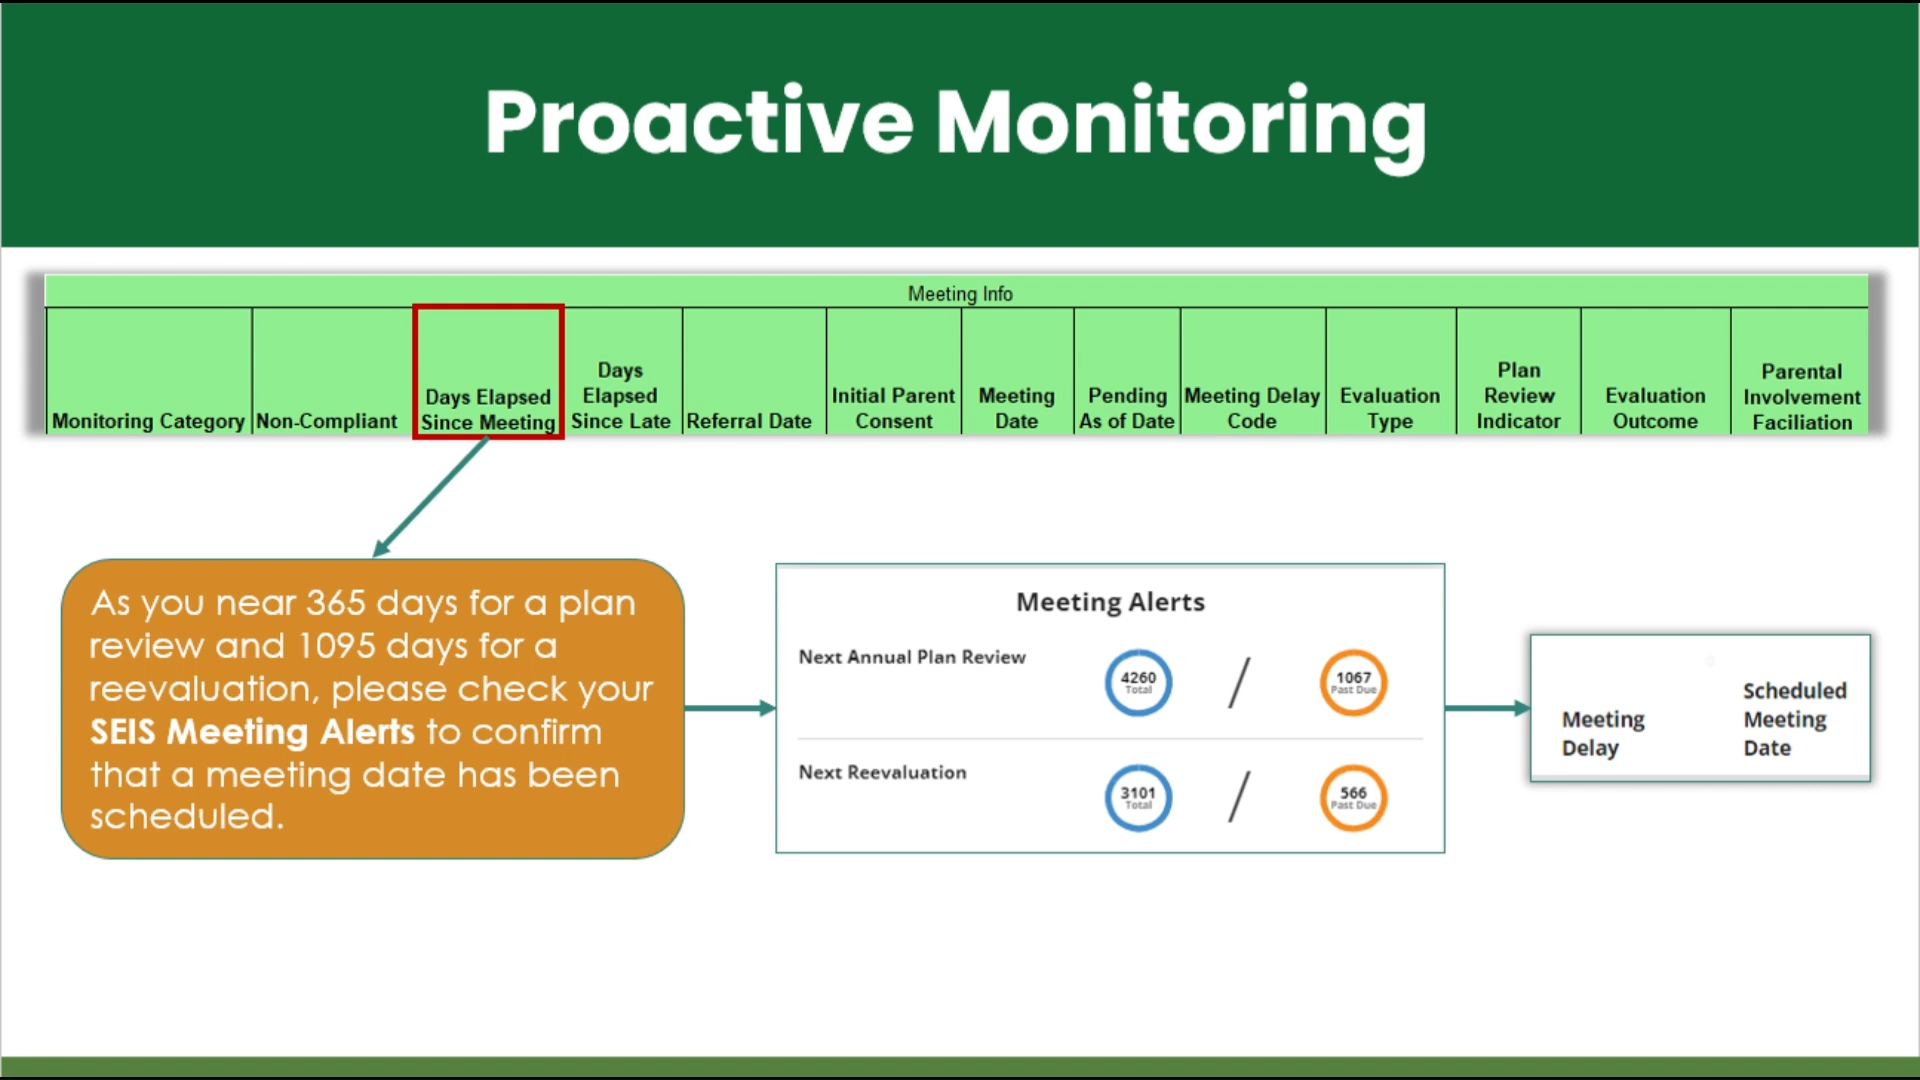 Proactive Monitoring
Meeting Info
Monitoring Category
Non-Compliant
Days Elapsed
Since Meeting
Days
Elapsed
Since Late
Referral Date
Initial Parent
Consent
Meeting
Date
Pending
As of Date
Meeting Delay
Code
Evaluation
Type
Plan
Review
Indicator
Evaluation
Outcome
Parental
Involvement
Faciliation
As you near 365 days for a plan
review and 1095 days for a
reevaluation, please check your
SEIS Meeting Alerts to confirm
that a meeting date has been
scheduled.
Meeting Alerts
Next Annual Plan Review
4260
Total
/
1067
Past Due
Next Reevaluation
3101
Total
/
566
Past Due
Meeting
Delay
Scheduled
Meeting
Date